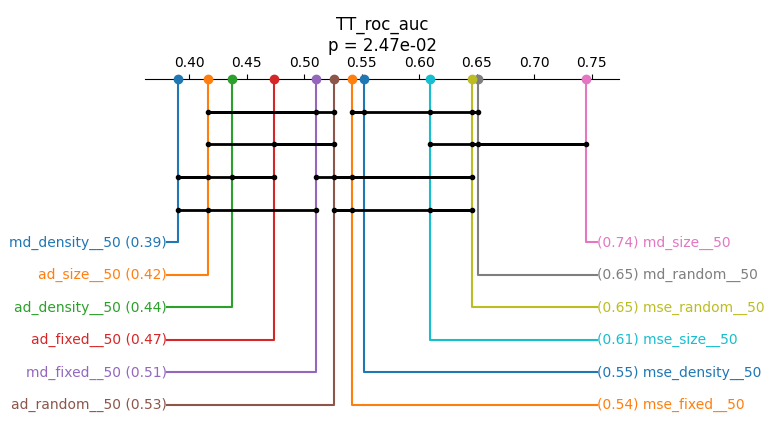 TT_roc_auc
p = 2.47e-02
0.40 0.45 0.50 0.55 0.60 0.65 0.70 0.75
md_density__50 (0.39)
(0.74) md_size__50
ad_size__50 (0.42)
(0.65) md_random__50
ad_density__50 (0.44)
(0.65) mse_random__50
ad_fixed__50 (0.47)
(0.61) mse_size__50
md_fixed__50 (0.51)
(0.55) mse_density__50
ad_random__50 (0.53)
(0.54) mse_fixed__50